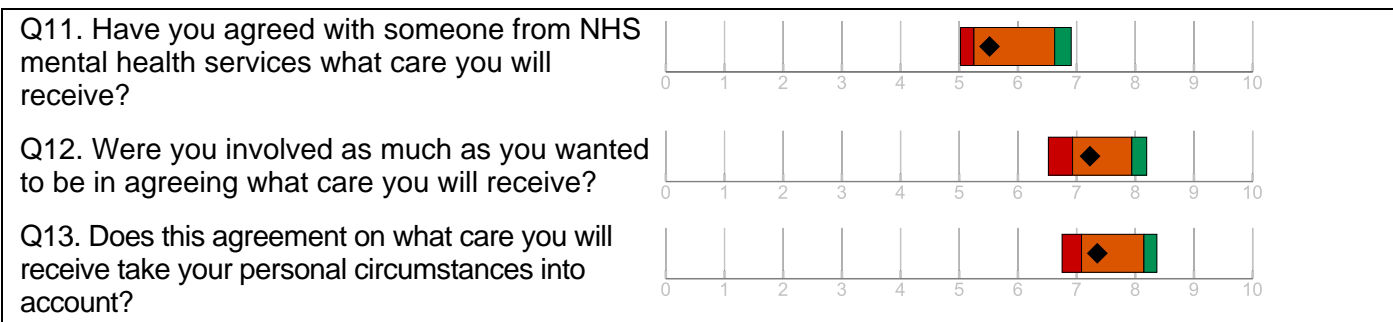 Q11. Have you agreed with someone from NHS
mental health services what care you will
receive?
0 1 2 3 4 5 6 7 8 9 10
Q12. Were you involved as much as you wanted
to be in agreeing what care you will receive?
0 1 2 3 4 5 6 7 8 9 10
Q13. Does this agreement on what care you will
receive take your personal circumstances into
account?
0 1 2 3 4 5 6 7 8 9 10